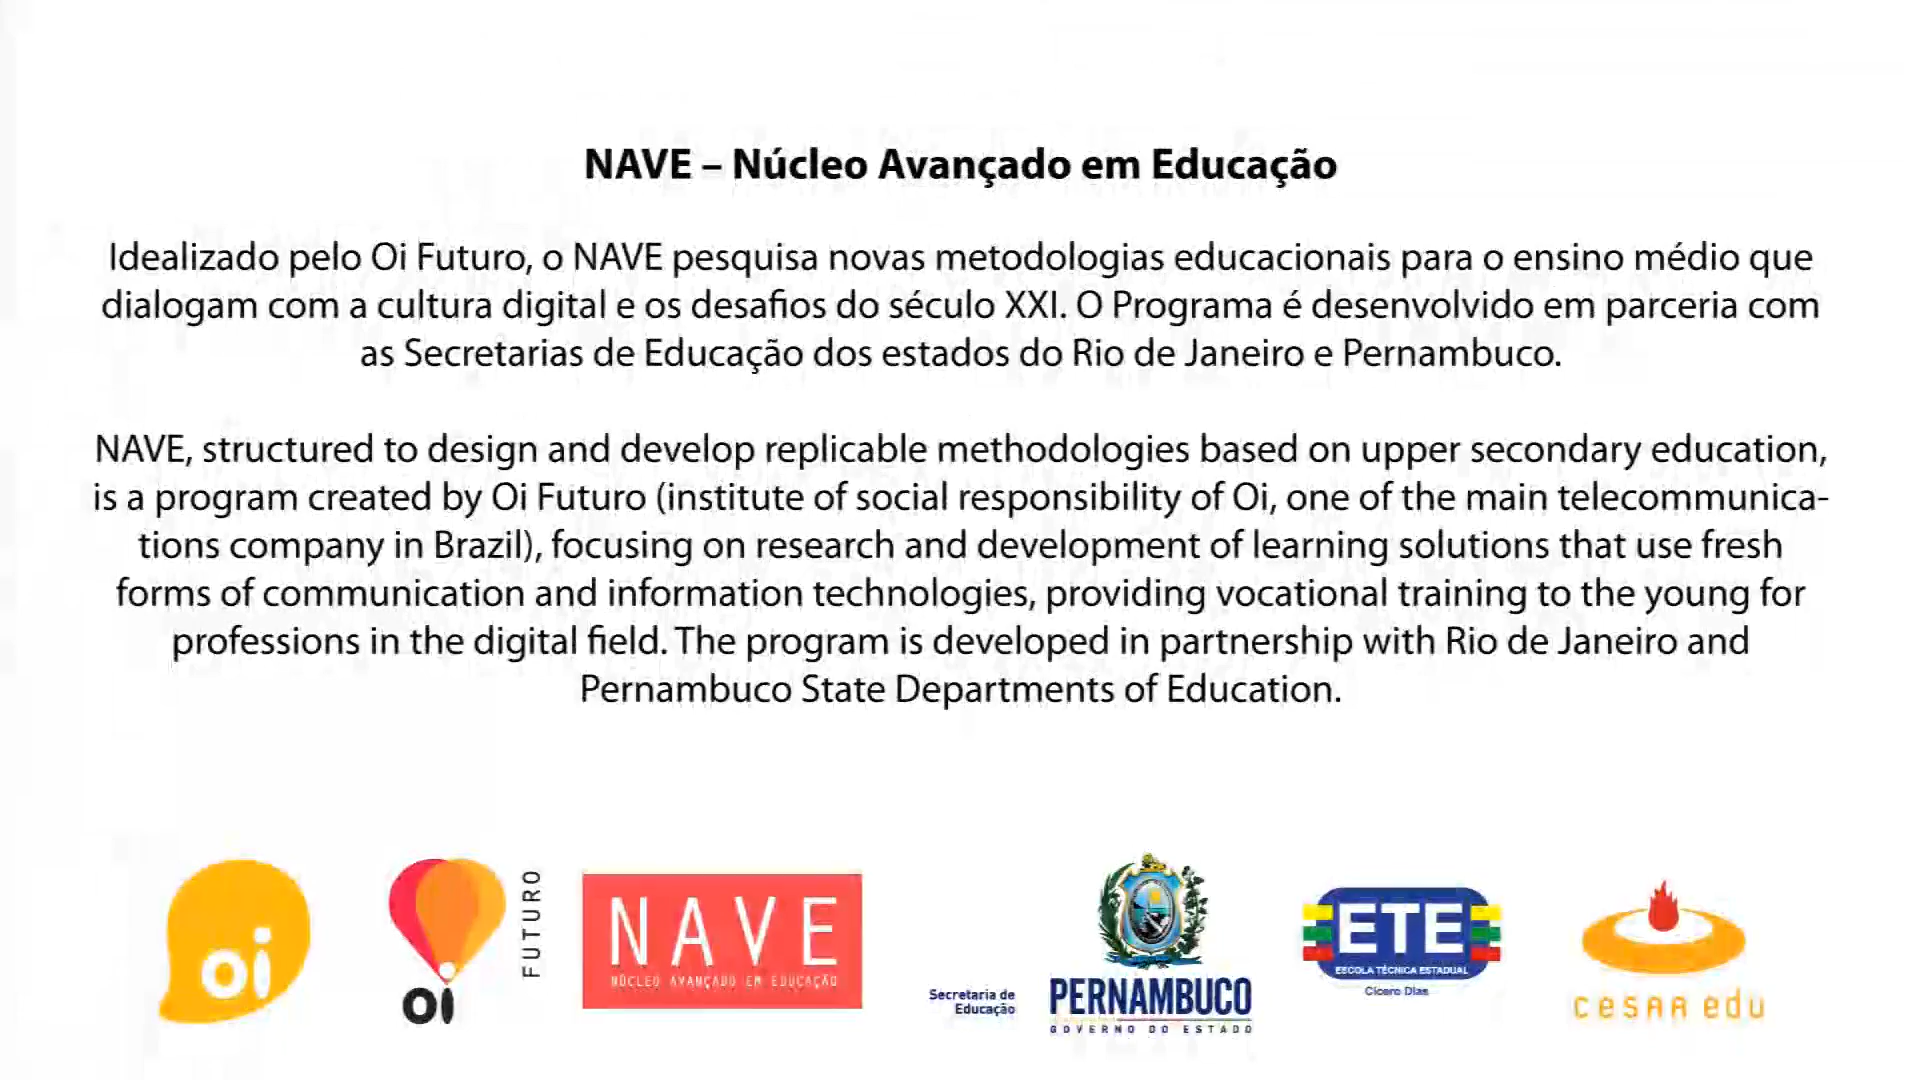 NAVE – Núcleo Avançado em Educação
Idealizado pelo Oi Futuro, o NAVE pesquisa novas metodologias educacionais para o ensino médio que
dialogam com a cultura digital e os desafios do século XXI. O Programa é desenvolvido em parceria com
as Secretarias de Educação dos estados do Rio de Janeiro e Pernambuco.
NAVE, structured to design and develop replicable methodologies based on upper secondary education,
is a program created by Oi Futuro (institute of social responsibility of Oi, one of the main telecommunica-
tions company in Brazil), focusing on research and development of learning solutions that use fresh
forms of communication and information technologies, providing vocational training to the young for
professions in the digital field. The program is developed in partnership with Rio de Janeiro and
Pernambuco State Departments of Education.
oi
oi
FUTURO
NAVE
NÚCLEO AVANÇADO EM EDUCAÇÃO
Secretaria de
Educação
PERNAMBUCO
GOVERNO DO ESTADO
ETE
ESCOLA TÉCNICA ESTADUAL
Cícero Dias
cesar edu